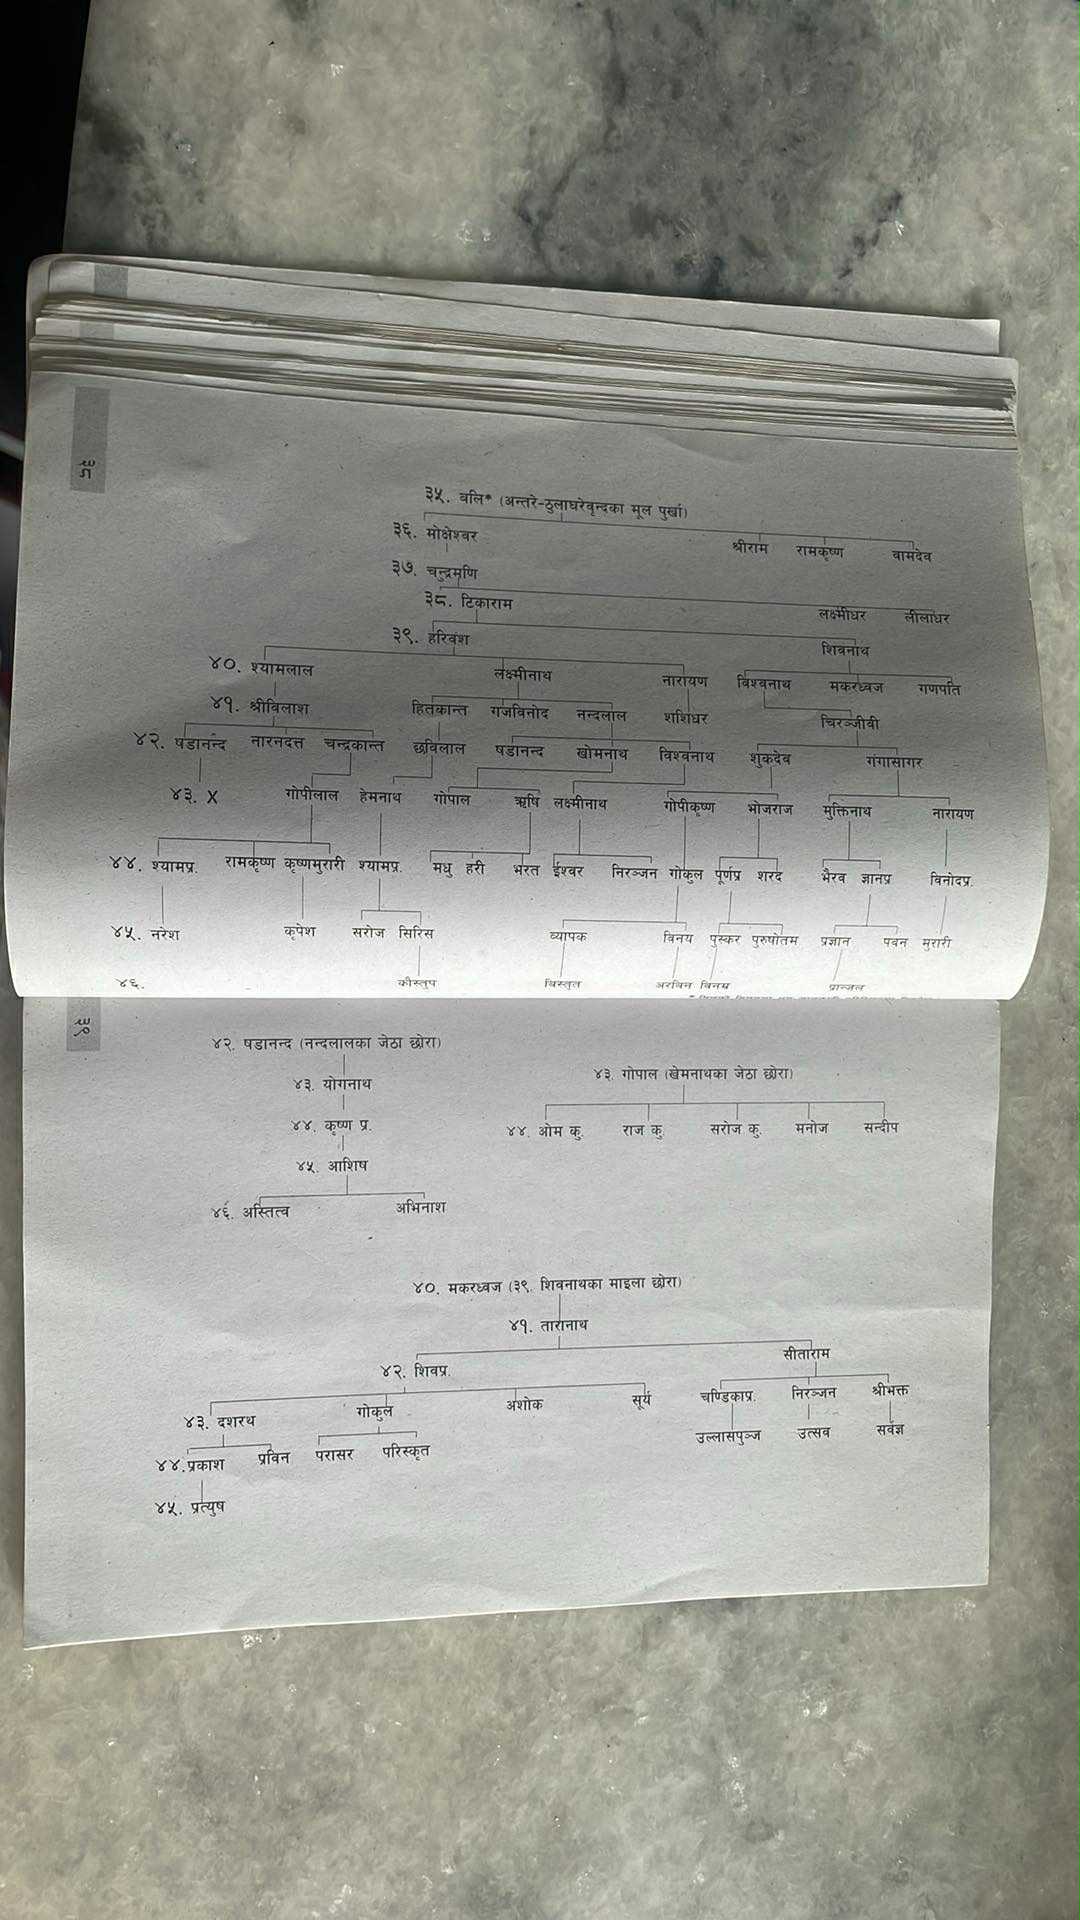 ३८
३५. बलि* (अन्तरे-ठुलाघरेवृन्दका मूल पुर्खा)
३६. मोक्षेश्वर श्रीराम रामकृष्ण वामदेव
३७. चन्द्रमणि
३८. टिकाराम लक्ष्मीधर लीलाधर
३९. हरिवंश शिवनाथ
४०. श्यामलाल लक्ष्मीनाथ नारायण विश्वनाथ मकरध्वज गणपति
४१. श्रीविलाश हितकान्त गजविनोद नन्दलाल शशिधर चिरञ्जीवी
४२. षडानन्द नारनदत्त चन्द्रकान्त छविलाल षडानन्द खोमनाथ विश्वनाथ शुकदेव गंगासागर
४३. X गोपीलाल हेमनाथ गोपाल ऋषि लक्ष्मीनाथ गोपीकृष्ण भोजराज मुक्तिनाथ नारायण
४४. श्यामप्र. रामकृष्ण कृष्णमुरारी श्यामप्र. मधु हरी भरत ईश्वर निरञ्जन गोकुल पूर्णप्र शरद भैरव ज्ञानप्र विनोदप्र.
४५. नरेश कृपेश सरोज सिरिस व्यापक विनय पुस्कर पुरुषोतम प्रज्ञान पवन मुरारी
४६. कौस्तुप विस्तृत अरविन विनम्र प्रान्जल
३९
४२. षडानन्द (नन्दलालका जेठा छोरा)
४३. योगनाथ
४४. कृष्ण प्र.
४५. आशिष
४६. अस्तित्व अभिनाश
४३. गोपाल (खेमनाथका जेठा छोरा)
४४. ओम कु. राज कु. सरोज कु. मनोज सन्दीप
४०. मकरध्वज (३९. शिवनाथका माइला छोरा)
४१. तारानाथ
४२. शिवप्र. सीताराम
४३. दशरथ गोकुल अशोक सूर्य चण्डिकाप्र. निरञ्जन श्रीभक्त
४४. प्रकाश प्रविन परासर परिस्कृत उल्लासपुञ्ज उत्सव सर्वज्ञ
४५. प्रत्युष